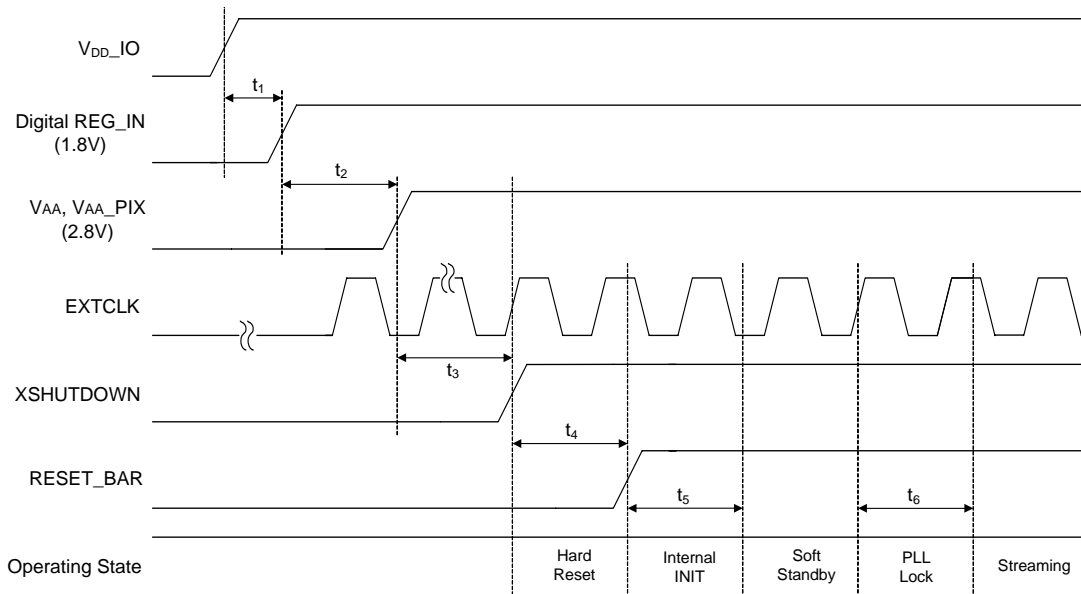 V_DD_IO
t₁
Digital REG_IN
(1.8V)
t₂
VAA, VAA_PIX
(2.8V)
EXTCLK
t₃
XSHUTDOWN
t₄
RESET_BAR
t₅
t₆
Operating State
Hard
Reset
Internal
INIT
Soft
Standby
PLL
Lock
Streaming